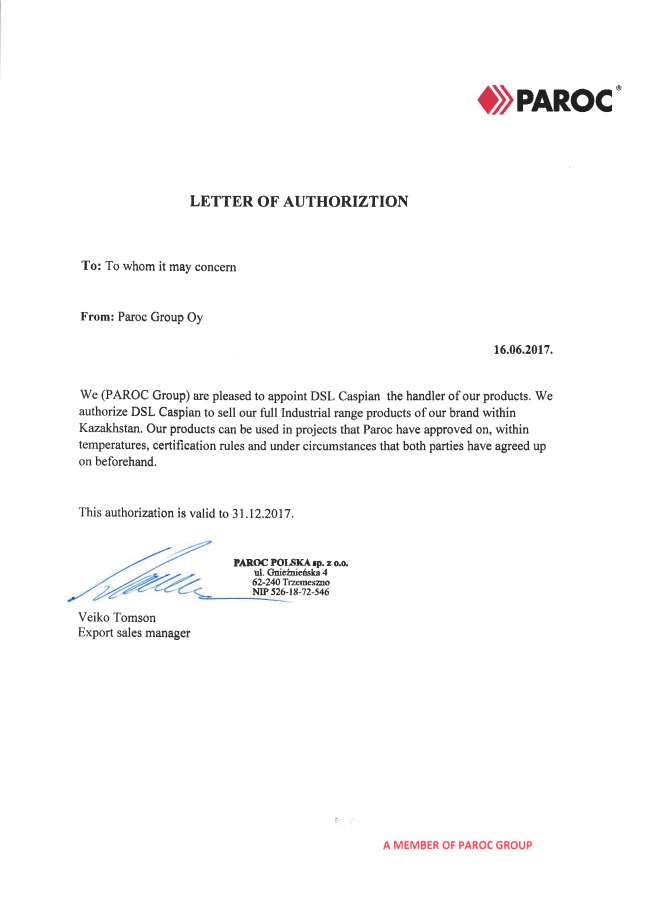 PAROC®
LETTER OF AUTHORIZTION
To: To whom it may concern
From: Paroc Group Oy
16.06.2017.
We (PAROC Group) are pleased to appoint DSL Caspian the handler of our products. We
authorize DSL Caspian to sell our full Industrial range products of our brand within
Kazakhstan. Our products can be used in projects that Paroc have approved on, within
temperatures, certification rules and under circumstances that both parties have agreed up
on beforehand.
This authorization is valid to 31.12.2017.
PAROC POLSKA sp. z o.o.
ul. Gnieźnieńska 4
62-240 Trzemeszno
NIP 526-18-72-546
Veiko Tomson
Export sales manager
A MEMBER OF PAROC GROUP